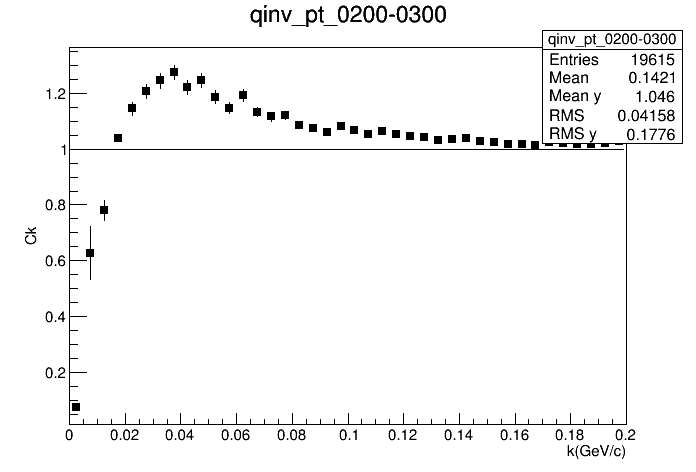 qinv_pt_0200-0300
qinv_pt_0200-0300
Entries 19615
Mean 0.1421
Mean y 1.046
RMS 0.04158
RMS y 0.1776
Ck
1.2
1
0.8
0.6
0.4
0.2
0 0.02 0.04 0.06 0.08 0.1 0.12 0.14 0.16 0.18 0.2
k(GeV/c)